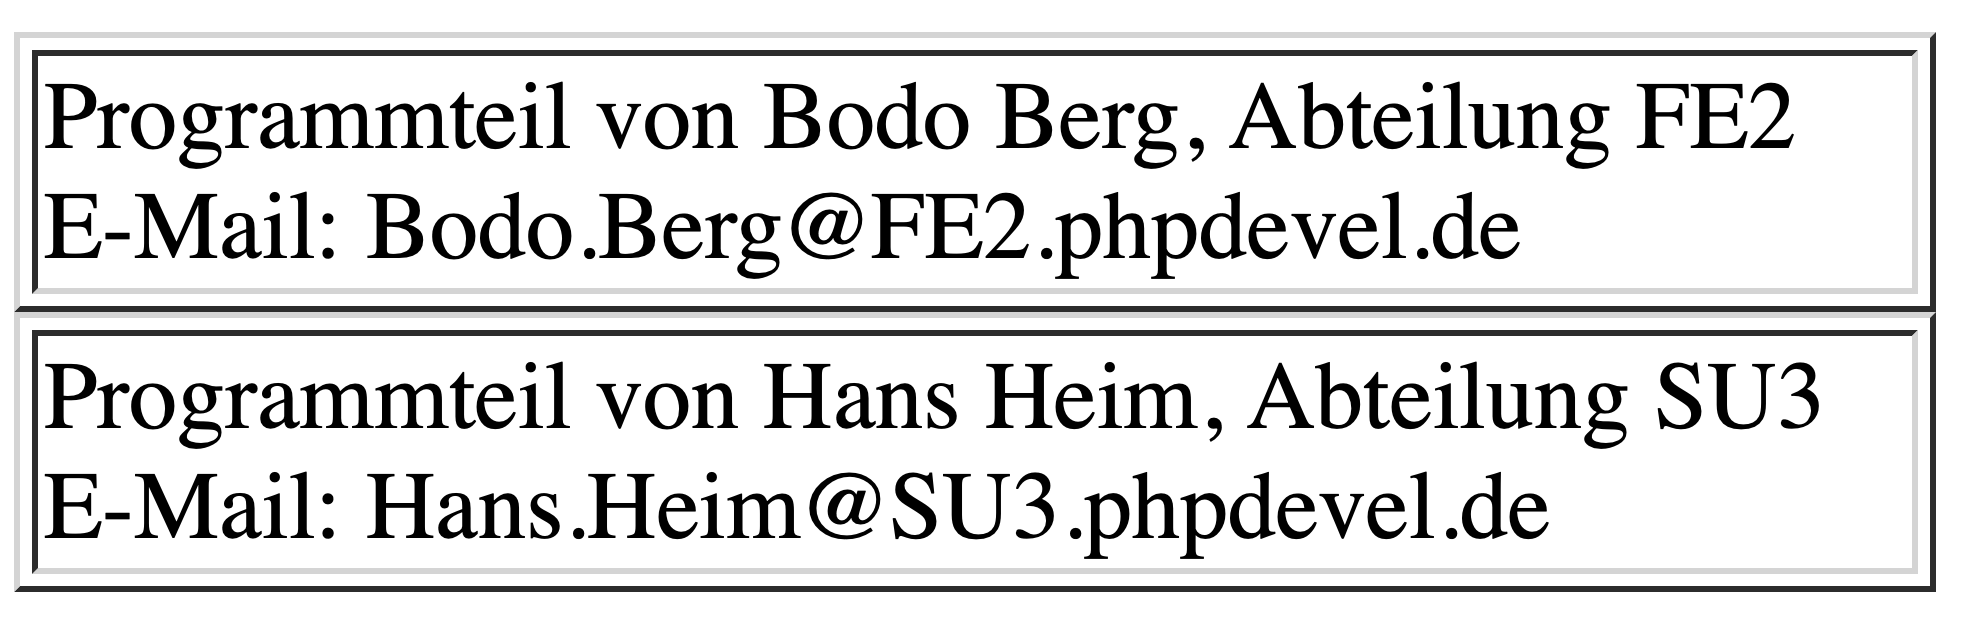 Programmteil von Bodo Berg, Abteilung FE2
E-Mail: Bodo.Berg@FE2.phpdevel.de
Programmteil von Hans Heim, Abteilung SU3
E-Mail: Hans.Heim@SU3.phpdevel.de